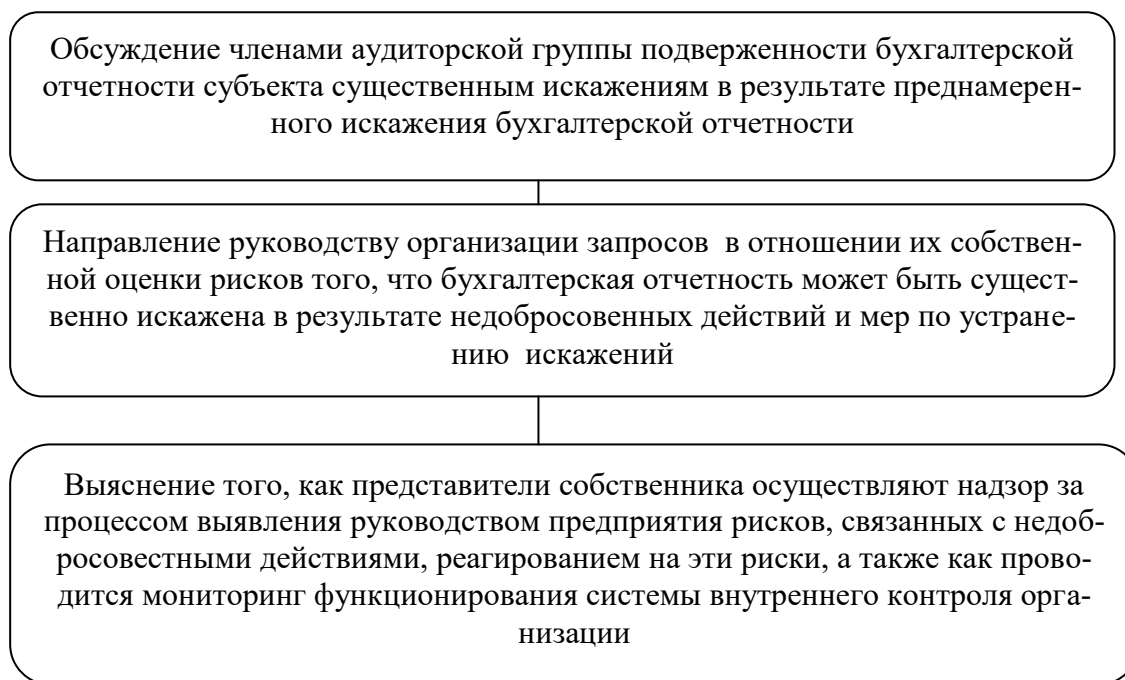 Обсуждение членами аудиторской группы подверженности бухгалтерской
отчетности субъекта существенным искажениям в результате преднамерен-
ного искажения бухгалтерской отчетности
Направление руководству организации запросов  в отношении их собствен-
ной оценки рисков того, что бухгалтерская отчетность может быть сущест-
венно искажена в результате недобросовенных действий и мер по устране-
нию  искажений
Выяснение того, как представители собственника осуществляют надзор за
процессом выявления руководством предприятия рисков, связанных с недоб-
росовестными действиями, реагированием на эти риски, а также как прово-
дится мониторинг функционирования системы внутреннего контроля орга-
низации